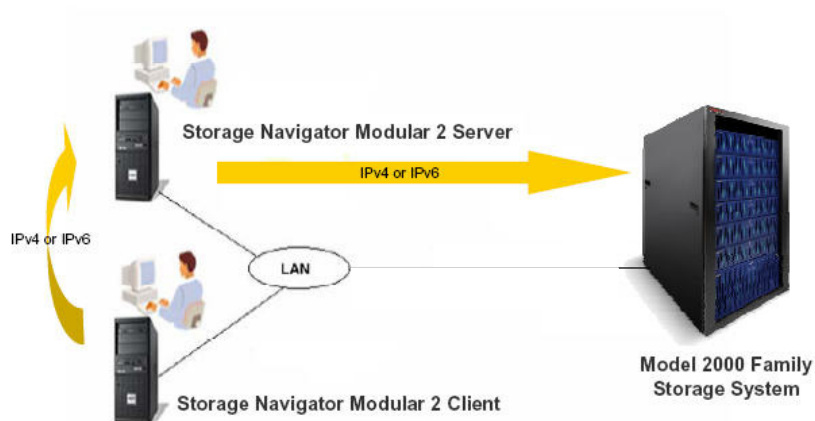 Storage Navigator Modular 2 Server
IPv4 or IPv6
IPv4 or IPv6
LAN
Model 2000 Family
Storage System
Storage Navigator Modular 2 Client